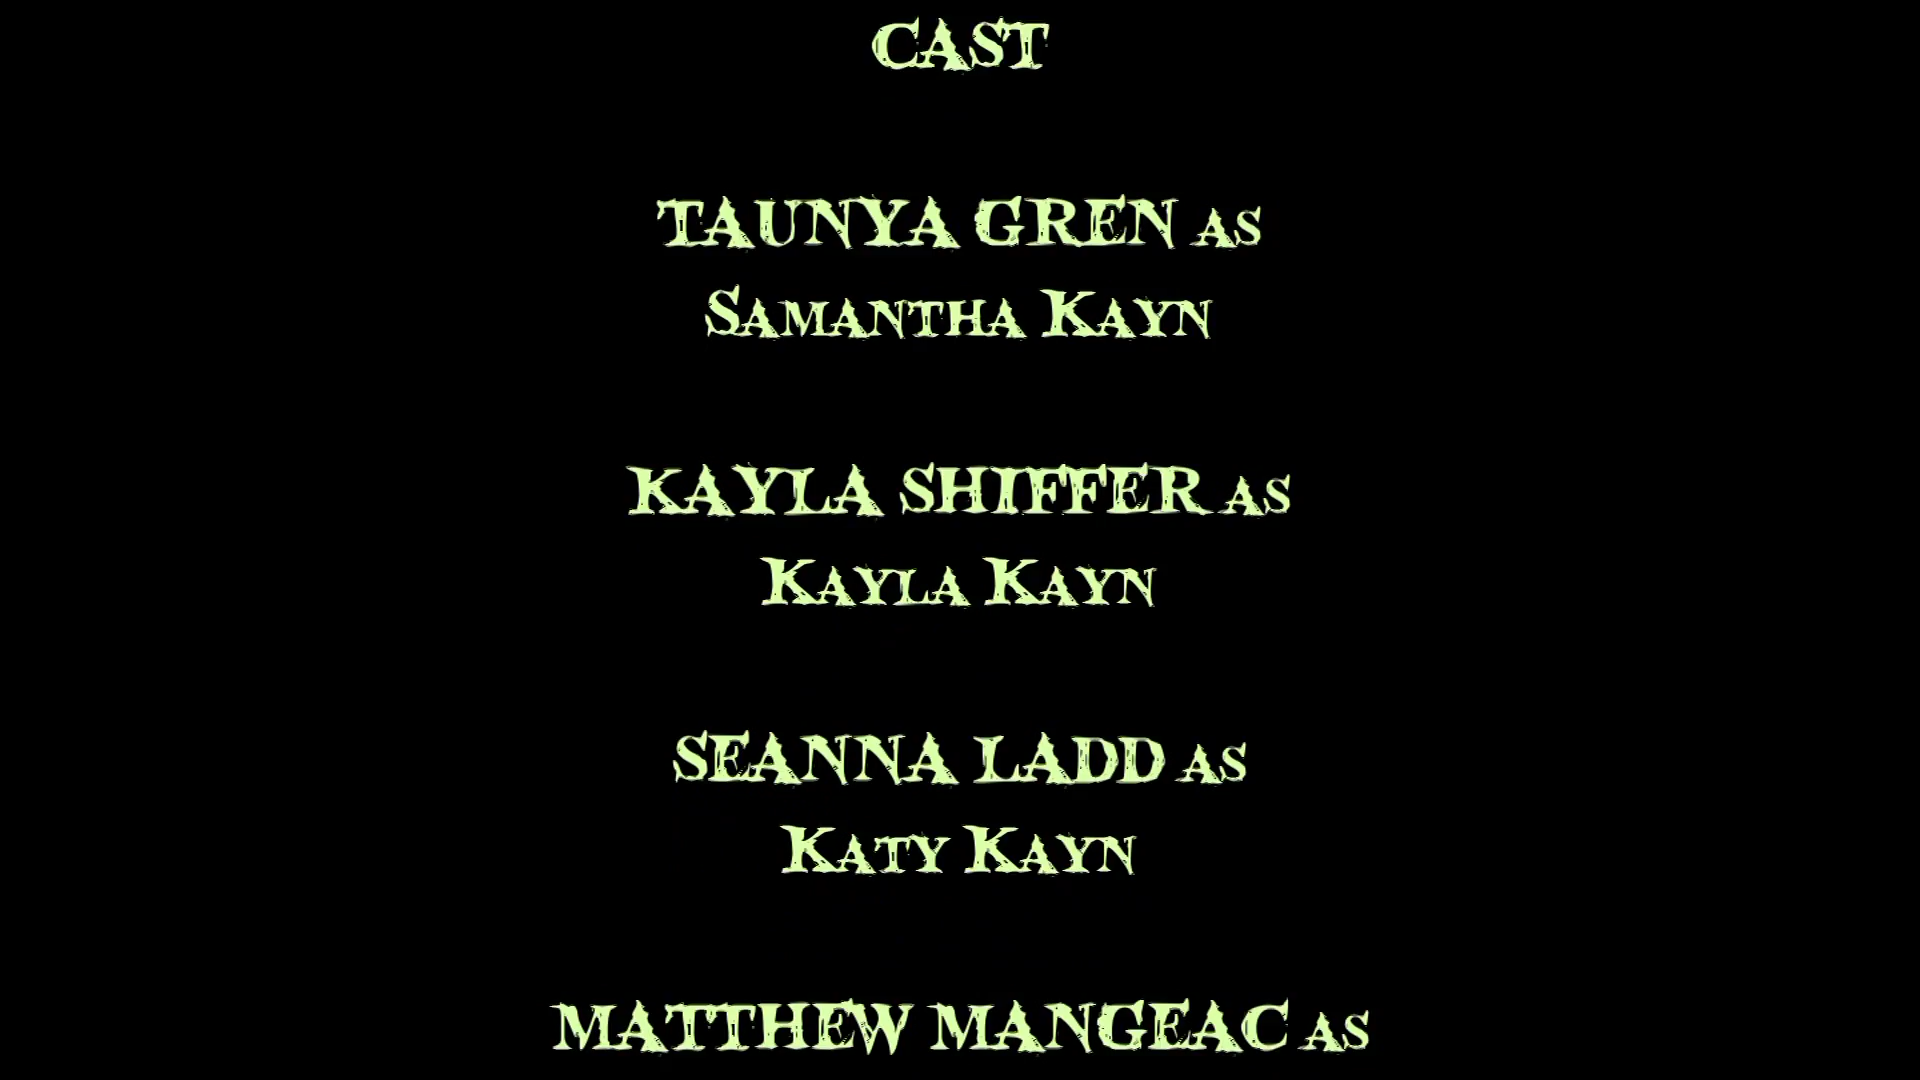 CAST
TAUNYA GREN AS
SAMANTHA KAYN
KAYLA SHIFFER AS
KAYLA KAYN
SEANNA LADD AS
KATY KAYN
MATTHEW MANGEAC AS